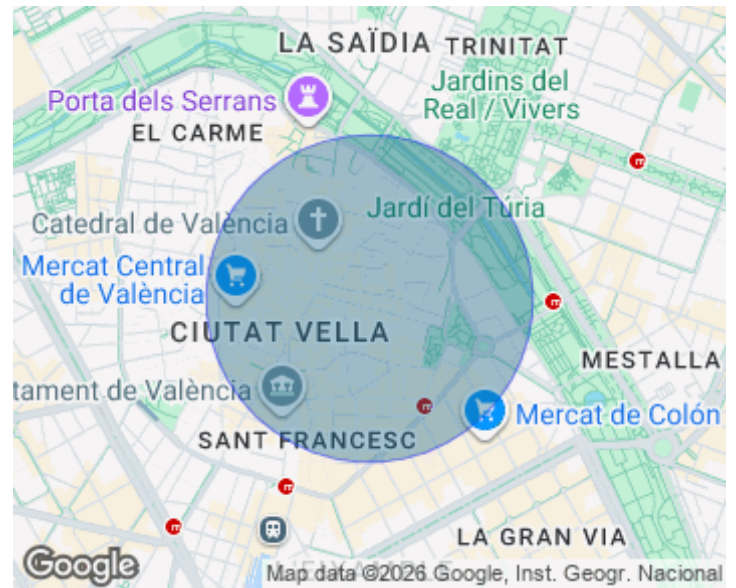 LA SAÏDIA
TRINITAT
Jardins del
Real / Vivers
Porta dels Serrans
EL CARME
Catedral de València
Jardí del Túria
Mercat Central
de València
CIUTAT VELLA
MESTALLA
tament de València
Mercat de Colón
SANT FRANCESC
LA GRAN VIA
Google
Map data ©2026 Google, Inst. Geogr. Nacional